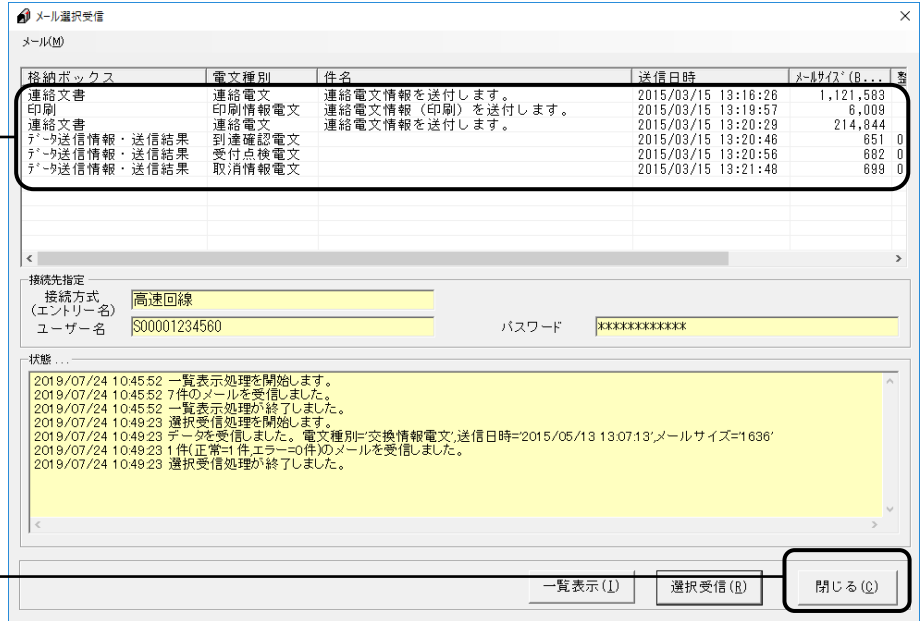 メール選択受信
メール(M)
格納ボックス 電文種別 件名 送信日時 メールサイズ(B... 整
連絡文書 連絡電文 連絡電文情報を送付します。 2015/03/15 13:16:26 1,121,583
印刷 印刷情報電文 連絡電文情報（印刷）を送付します。 2015/03/15 13:19:57 6,009
連絡文書 連絡電文 連絡電文情報を送付します。 2015/03/15 13:20:29 214,844
データ送信情報・送信結果 到達確認電文 2015/03/15 13:20:46 651 0
データ送信情報・送信結果 受付点検電文 2015/03/15 13:20:56 682 0
データ送信情報・送信結果 取消情報電文 2015/03/15 13:21:48 699 0
接続先指定
接続方式 高速回線
(エントリー名)
ユーザー名 S00001234560 パスワード ************
状態 ...
2019/07/24 10:45:52 一覧表示処理を開始します。
2019/07/24 10:45:52 7件のメールを受信しました。
2019/07/24 10:45:52 一覧表示処理が終了しました。
2019/07/24 10:49:23 選択受信処理を開始します。
2019/07/24 10:49:23 データを受信しました。電文種別='交換情報電文',送信日時='2015/05/13 13:07:13',メールサイズ='1636'
2019/07/24 10:49:23 1件(正常=1件,エラー=0件)のメールを受信しました。
2019/07/24 10:49:23 選択受信処理が終了しました。
一覧表示(I) 選択受信(R) 閉じる(C)